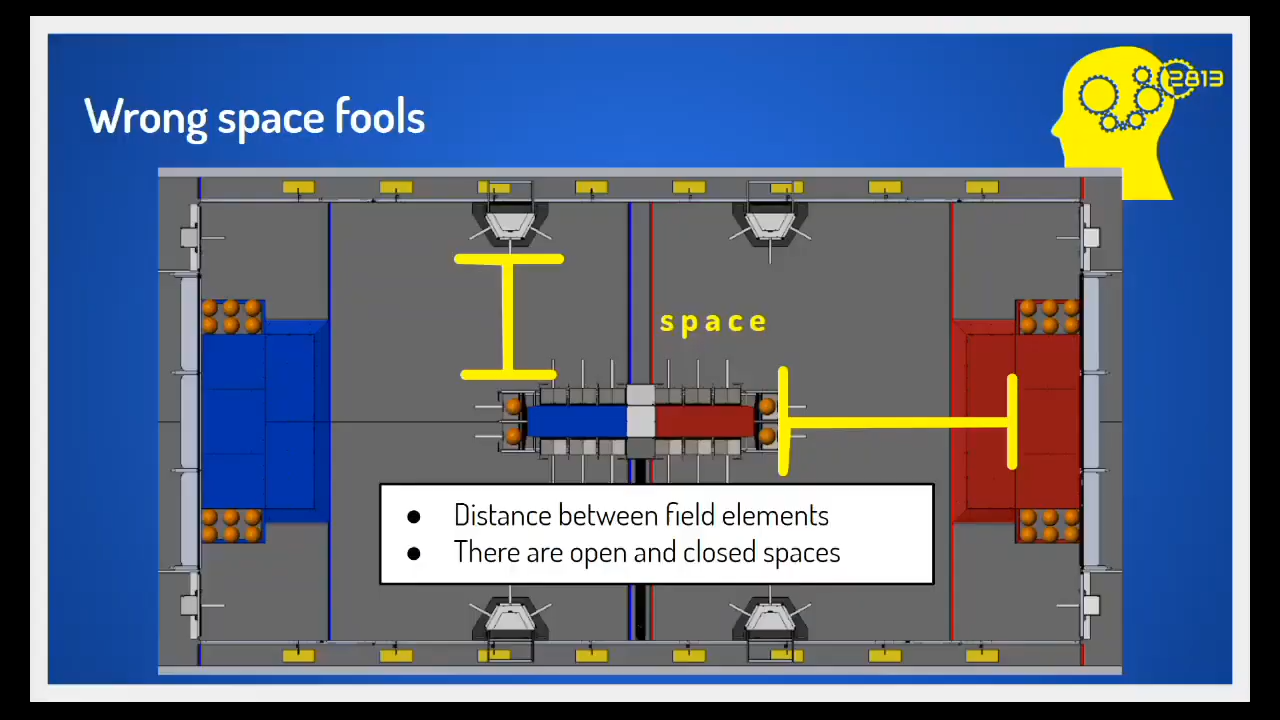 2813
Wrong space fools
space
● Distance between field elements
● There are open and closed spaces